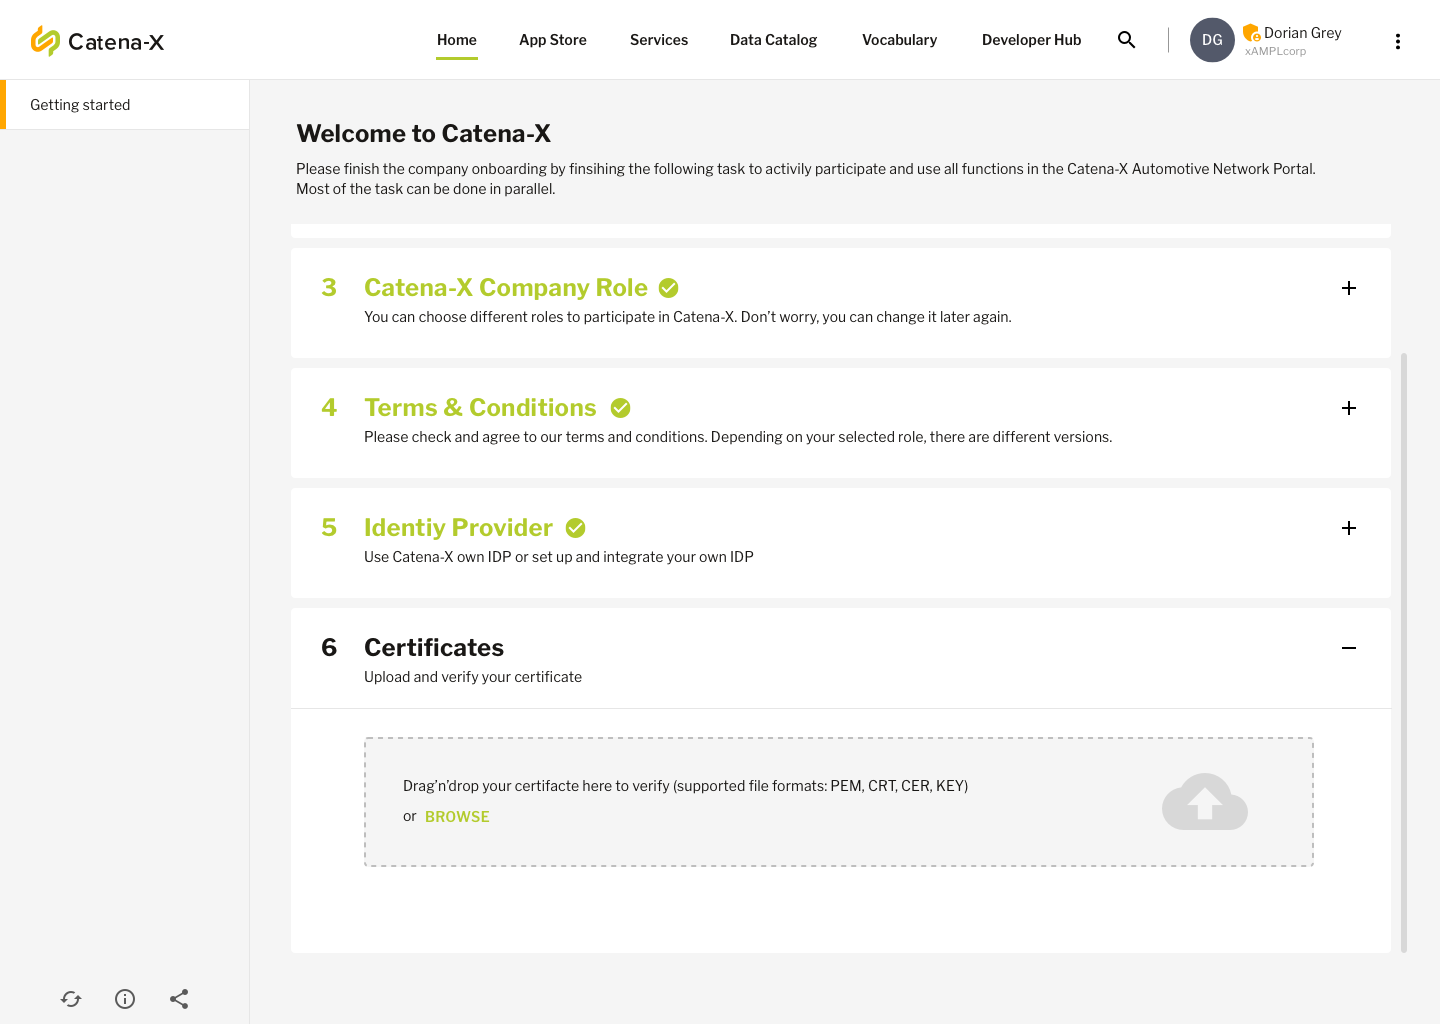 Catena-X
Home
App Store
Services
Data Catalog
Vocabulary
Developer Hub
DG
Dorian Grey
xAMPLcorp
Getting started
Welcome to Catena-X
Please finish the company onboarding by finsihing the following task to activily participate and use all functions in the Catena-X Automotive Network Portal.
Most of the task can be done in parallel.
3 Catena-X Company Role
You can choose different roles to participate in Catena-X. Don't worry, you can change it later again.
4 Terms & Conditions
Please check and agree to our terms and conditions. Depending on your selected role, there are different versions.
5 Identiy Provider
Use Catena-X own IDP or set up and integrate your own IDP
6 Certificates
Upload and verify your certificate
Drag'n'drop your certifacte here to verify (supported file formats: PEM, CRT, CER, KEY)
or BROWSE